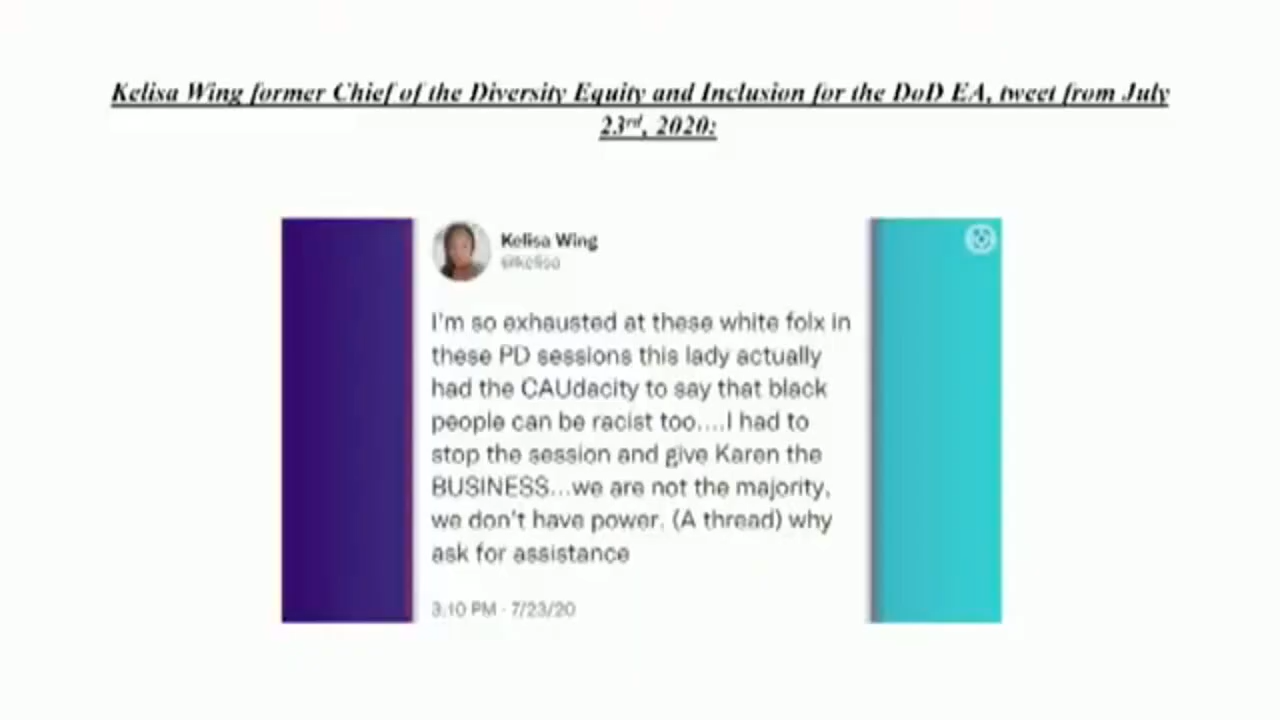 Kelisa Wing former Chief of the Diversity Equity and Inclusion for the DoD EA, tweet from July
23rd, 2020:
Kelisa Wing
@kelisa
I'm so exhausted at these white folx in
these PD sessions this lady actually
had the CAUdacity to say that black
people can be racist too....I had to
stop the session and give Karen the
BUSINESS...we are not the majority,
we don't have power. (A thread) why
ask for assistance
3:10 PM · 7/23/20